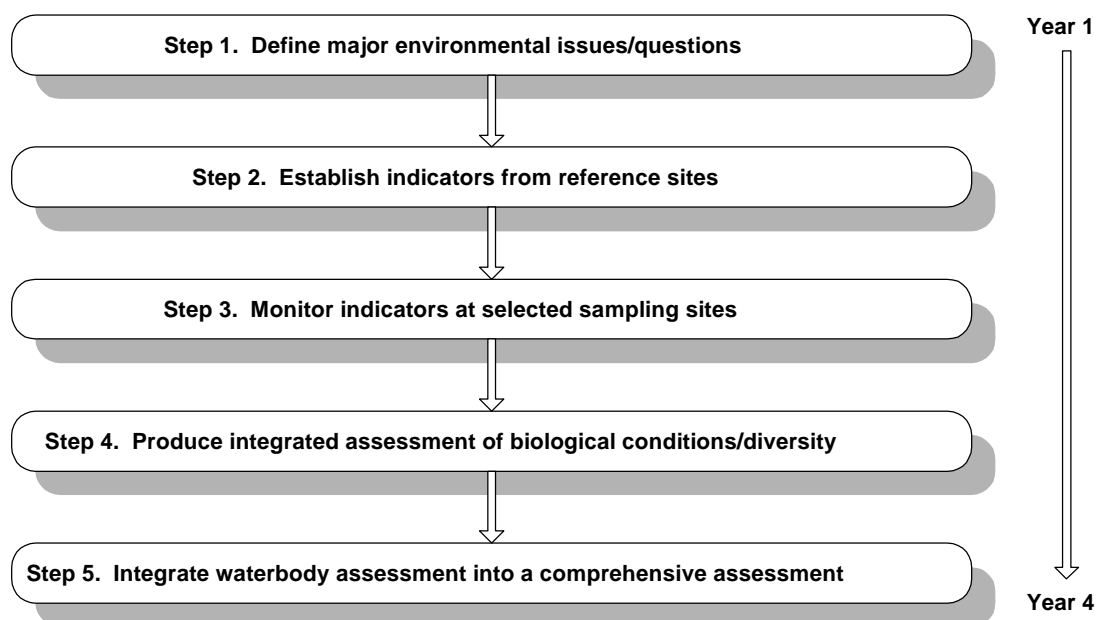 Step 1. Define major environmental issues/questions
Year 1
Step 2. Establish indicators from reference sites
Step 3. Monitor indicators at selected sampling sites
Step 4. Produce integrated assessment of biological conditions/diversity
Step 5. Integrate waterbody assessment into a comprehensive assessment
Year 4